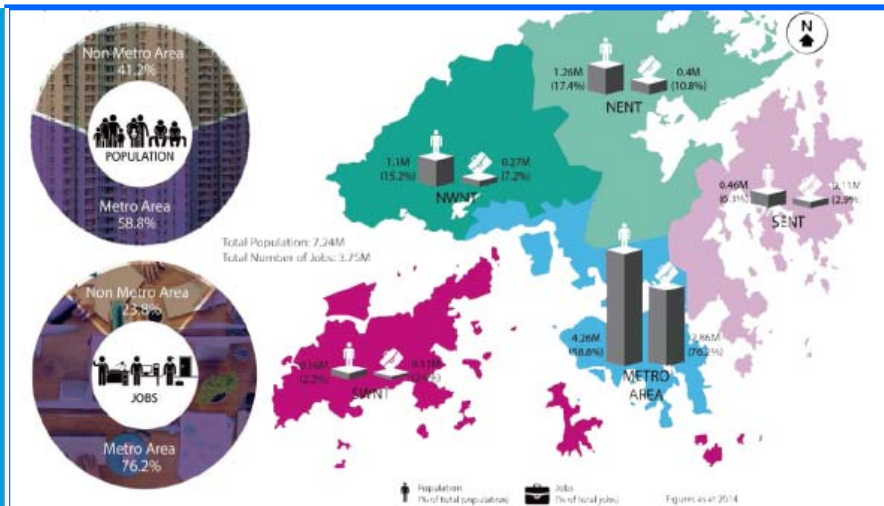 Non Metro Area
41.2%
POPULATION
Metro Area
58.8%
Total Population: 7.24M
Total Number of Jobs: 3.75M
Non Metro Area
23.8%
JOBS
Metro Area
76.2%
N
1.26M
(17.4%)
0.4M
(10.8%)
NENT
1.1M
(15.2%)
0.27M
(7.2%)
NWNT
0.46M
(6.3%)
0.11M
(2.9%)
SENT
4.26M
(58.8%)
2.86M
(76.2%)
METRO
AREA
(2.2%)
SWNT
Population
(% of total population)
Jobs
(% of total jobs)
Figures as at 2014